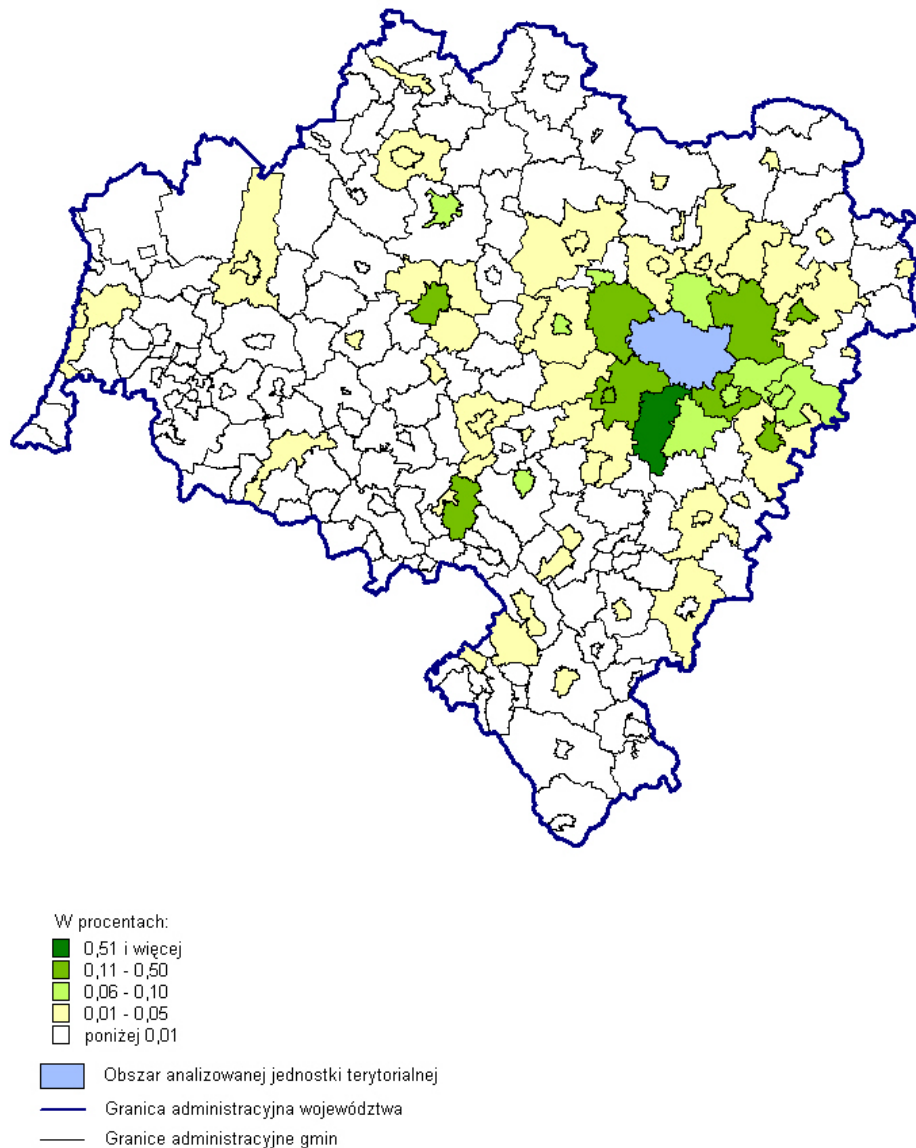 W procentach:
0,51 i więcej
0,11 - 0,50
0,06 - 0,10
0,01 - 0,05
poniżej 0,01
Obszar analizowanej jednostki terytorialnej
Granica administracyjna województwa
Granice administracyjne gmin